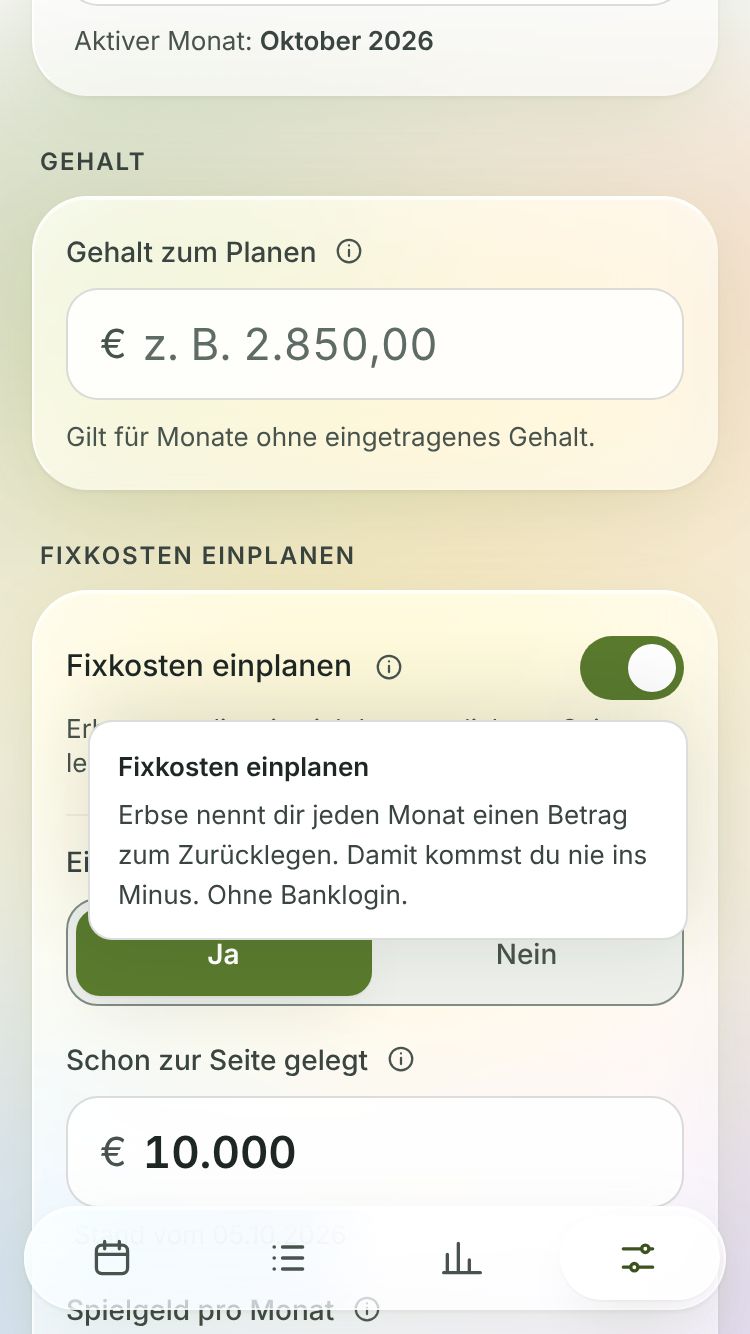 Aktiver Monat: Oktober 2026
GEHALT
Gehalt zum Planen
€ z. B. 2.850,00
Gilt für Monate ohne eingetragenes Gehalt.
FIXKOSTEN EINPLANEN
Fixkosten einplanen
Fixkosten einplanen
Erbse nennt dir jeden Monat einen Betrag
zum Zurücklegen. Damit kommst du nie ins
Minus. Ohne Banklogin.
Ja Nein
Schon zur Seite gelegt
€ 10.000
Stand vom 05.10.2026
Spielgeld pro Monat